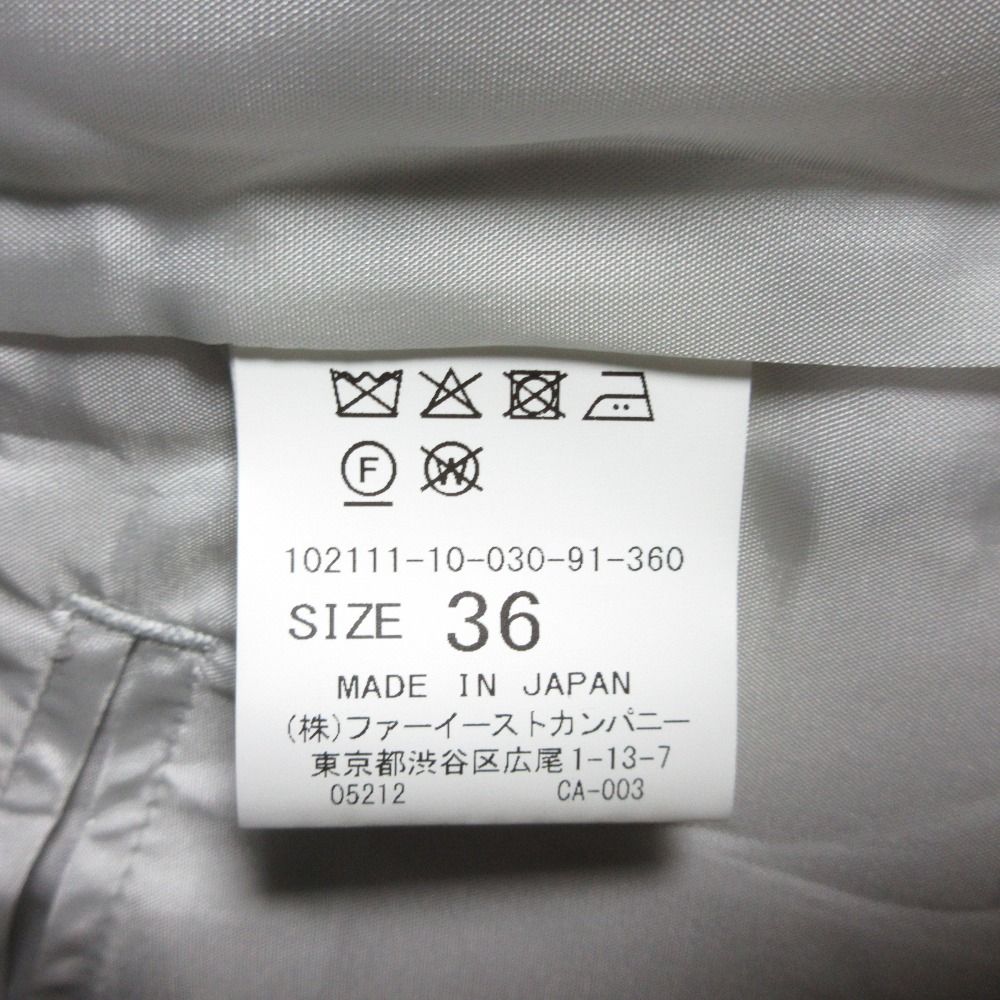 F W
102111-10-030-91-360
SIZE 36
MADE IN JAPAN
(株)ファーイーストカンパニー
東京都渋谷区広尾1-13-7
05212 CA-003